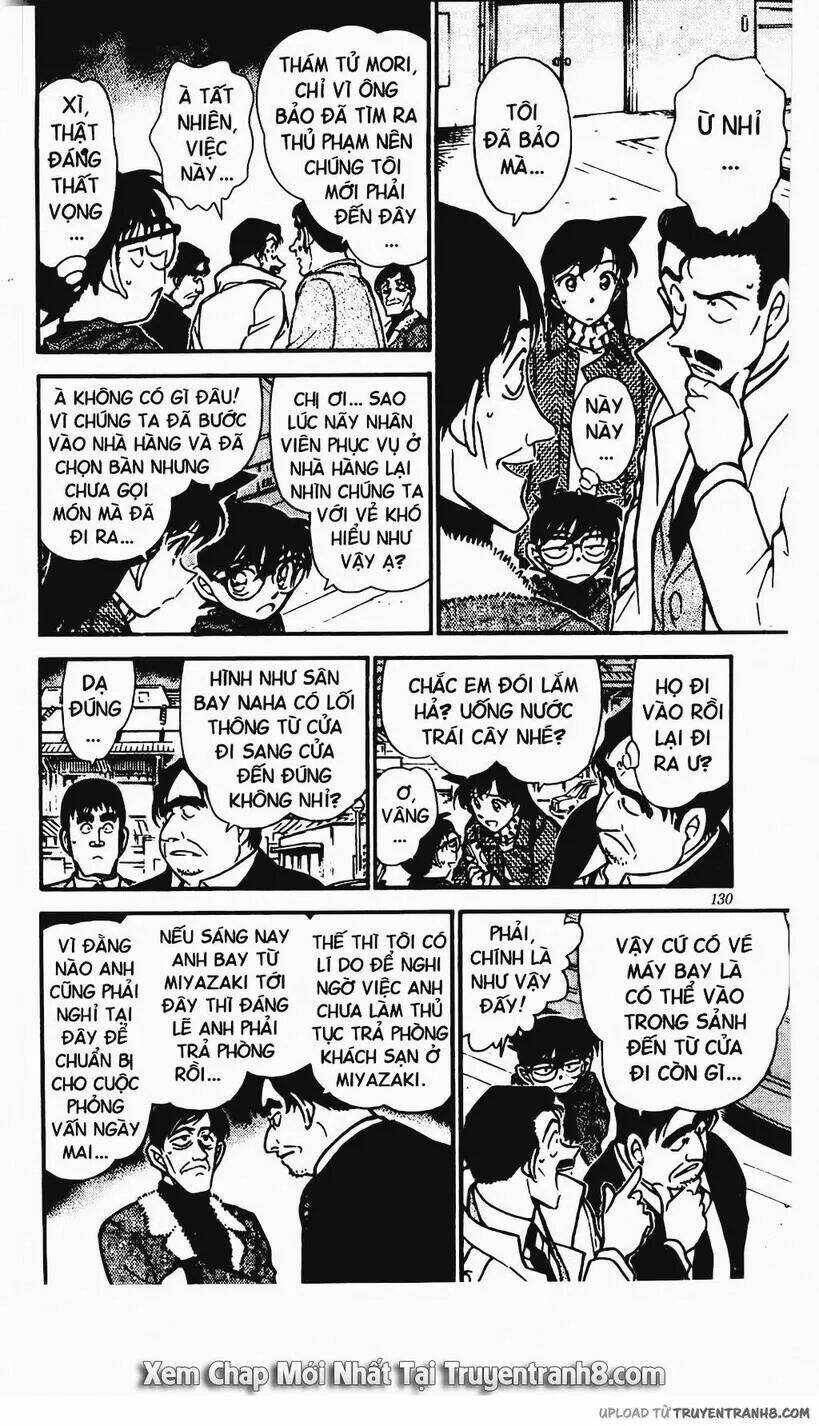 Ừ NHỈ
...
TÔI
ĐÃ BẢO
MÀ...
NÀY
NÀY
...
THÁM TỬ MORI,
CHỈ VÌ ÔNG
BẢO ĐÃ TÌM RA
THỦ PHẠM NÊN
CHÚNG TÔI
MỚI PHẢI
ĐẾN ĐÂY
...
À TẤT
NHIÊN,
VIỆC
NÀY...
XÌ,
THẬT
ĐÁNG
THẤT
VỌNG
...
CHỊ ƠI... SAO
LÚC NÃY NHÂN
VIÊN PHỤC VỤ Ở
NHÀ HÀNG LẠI
NHÌN CHÚNG TA
VỚI VẺ KHÓ
HIỂU NHƯ
VẬY Ạ?
À KHÔNG CÓ GÌ ĐÂU!
VÌ CHÚNG TA ĐÃ BƯỚC
VÀO NHÀ HÀNG VÀ ĐÃ
CHỌN BÀN NHƯNG
CHƯA GỌI
MÓN MÀ ĐÃ
ĐI RA...
HỌ ĐI
VÀO RỒI
LẠI ĐI
RA Ư?
CHẮC EM ĐÓI LẮM
HẢ? UỐNG NƯỚC
TRÁI CÂY NHÉ?
Ơ,
VÂNG
...
HÌNH NHƯ SÂN
BAY NAHA CÓ LỐI
THÔNG TỪ CỬA
ĐI SANG CỬA
ĐẾN ĐÚNG
KHÔNG NHỈ?
DẠ
ĐÚNG
...
130
VẬY CỨ CÓ VÉ
MÁY BAY LÀ
CÓ THỂ VÀO
TRONG SẢNH
ĐẾN TỪ CỬA
ĐI CÒN GÌ...
PHẢI,
CHÍNH LÀ
NHƯ VẬY
ĐẤY!
THẾ THÌ TÔI CÓ
LÍ DO ĐỂ NGHI
NGỜ VIỆC ANH
CHƯA LÀM THỦ
TỤC TRẢ PHÒNG
KHÁCH SẠN Ở
MIYAZAKI.
NẾU SÁNG NAY
ANH BAY TỪ
MIYAZAKI TỚI
ĐÂY THÌ ĐÁNG
LẼ ANH PHẢI
TRẢ PHÒNG
RỒI...
VÌ ĐẰNG
NÀO ANH
CŨNG PHẢI
NGHỈ TẠI
ĐÂY ĐỂ
CHUẨN BỊ
CHO CUỘC
PHỎNG
VẤN NGÀY
MAI...
Xem Chap Mới Nhất Tại Truyentranh8.com
UPLOAD TỪ TRUYENTRANH8.COM